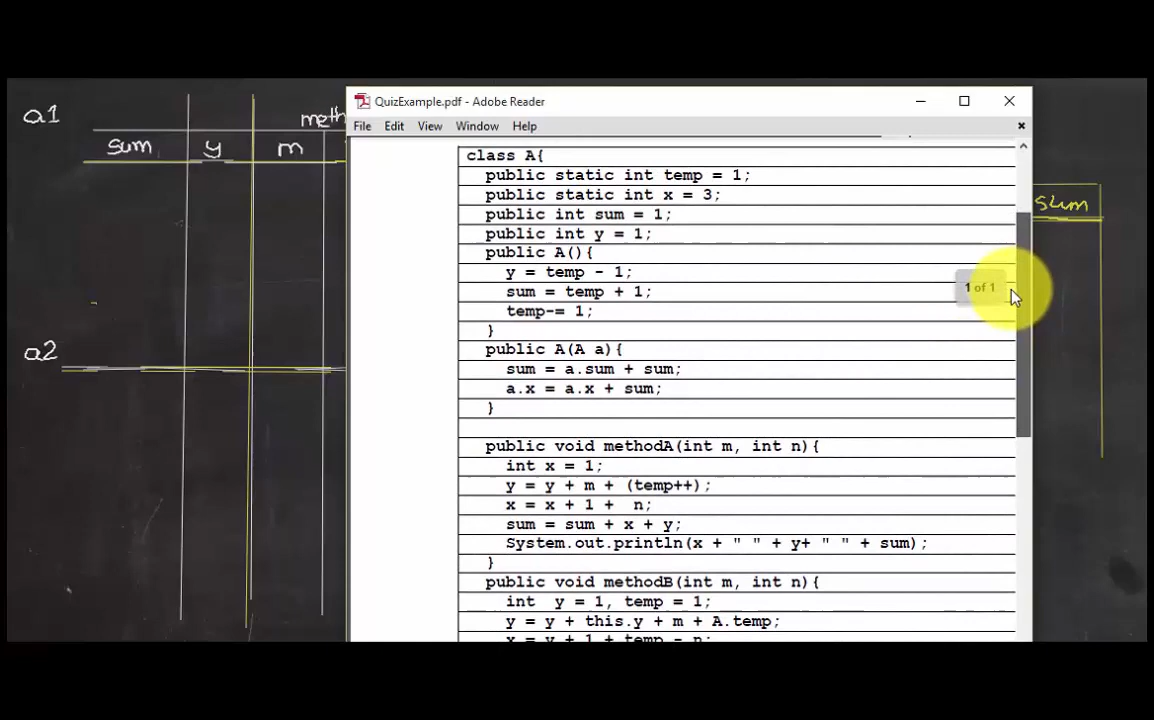 a1
sum y m
a2
sum
QuizExample.pdf - Adobe Reader
File Edit View Window Help
class A{
public static int temp = 1;
public static int x = 3;
public int sum = 1;
public int y = 1;
public A(){
y = temp - 1;
sum = temp + 1;
temp-= 1;
}
public A(A a){
sum = a.sum + sum;
a.x = a.x + sum;
}
public void methodA(int m, int n){
int x = 1;
y = y + m + (temp++);
x = x + 1 + n;
sum = sum + x + y;
System.out.println(x + " " + y+ " " + sum);
}
public void methodB(int m, int n){
int y = 1, temp = 1;
y = y + this.y + m + A.temp;
x = y + 1 + temp - n;
1 of 1